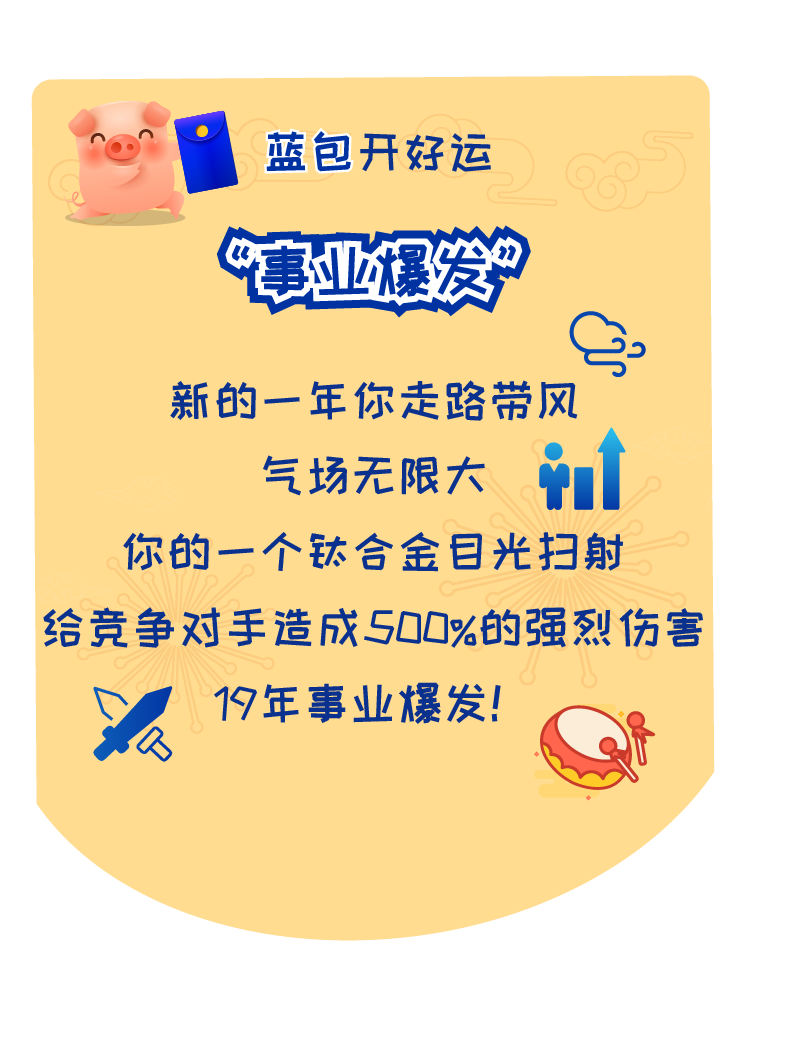 蓝包开好运
“事业爆发”
新的一年你走路带风
气场无限大
你的一个钛合金目光扫射
给竞争对手造成500%的强烈伤害
19年事业爆发!